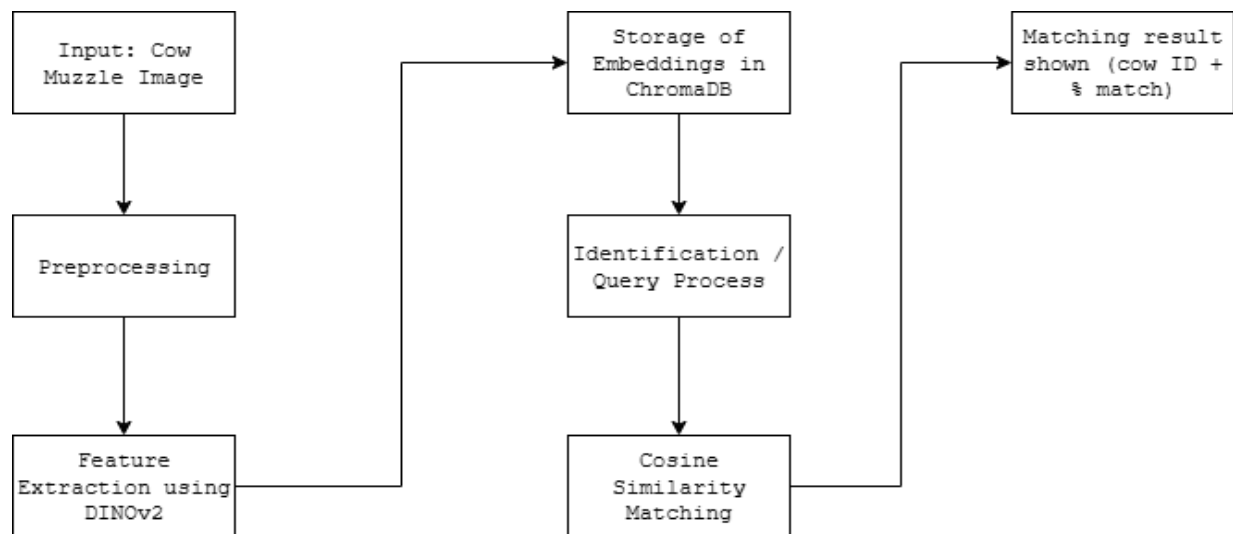 Input: Cow
Muzzle Image
Preprocessing
Feature
Extraction using
DINOv2
Storage of
Embeddings in
ChromaDB
Identification /
Query Process
Cosine
Similarity
Matching
Matching result
shown (cow ID +
% match)